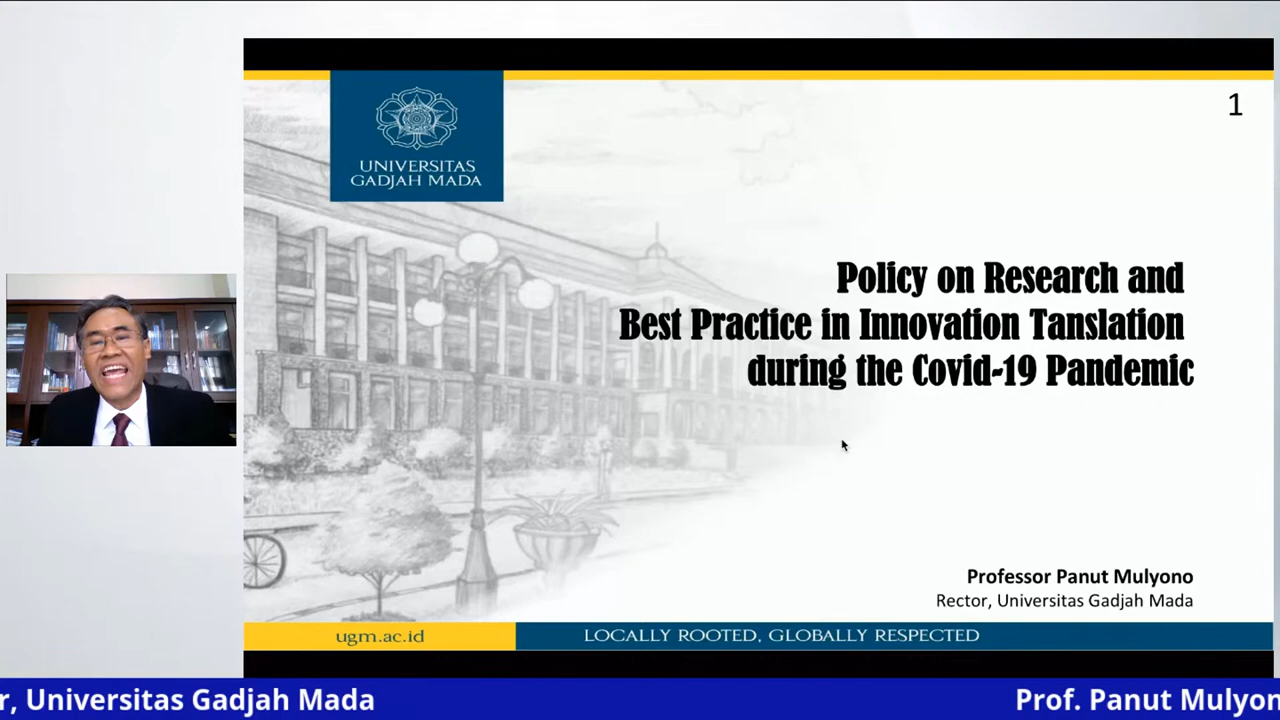 UNIVERSITAS
GADJAH MADA
1
Policy on Research and
Best Practice in Innovation Tanslation
during the Covid-19 Pandemic
Professor Panut Mulyono
Rector, Universitas Gadjah Mada
ugm.ac.id
LOCALLY ROOTED, GLOBALLY RESPECTED
r, Universitas Gadjah Mada
Prof. Panut Mulyon